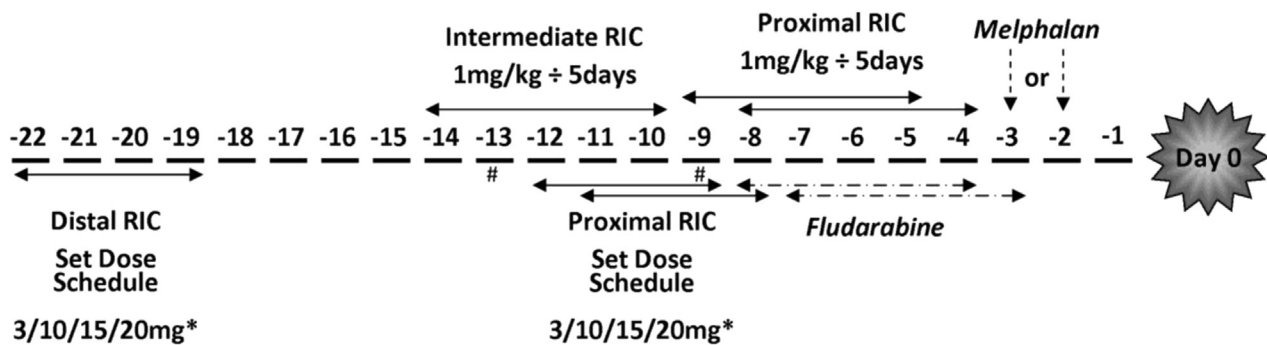 Intermediate RIC
1mg/kg ÷ 5days
Proximal RIC
1mg/kg ÷ 5days
Melphalan
or
-22 -21 -20 -19 -18 -17 -16 -15 -14 -13 -12 -11 -10 -9 -8 -7 -6 -5 -4 -3 -2 -1
Day 0
# #
Distal RIC
Set Dose
Schedule
3/10/15/20mg*
Proximal RIC
Set Dose
Schedule
3/10/15/20mg*
Fludarabine